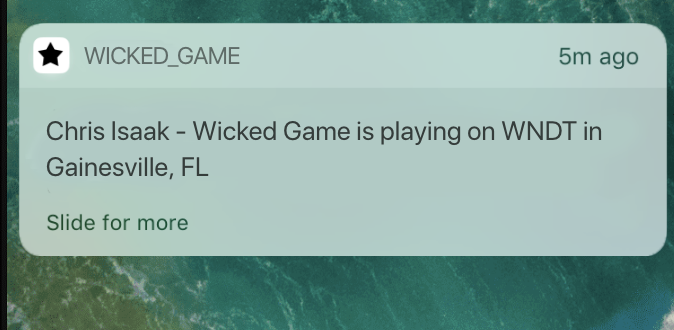 WICKED_GAME 5m ago
Chris Isaak - Wicked Game is playing on WNDT in
Gainesville, FL
Slide for more